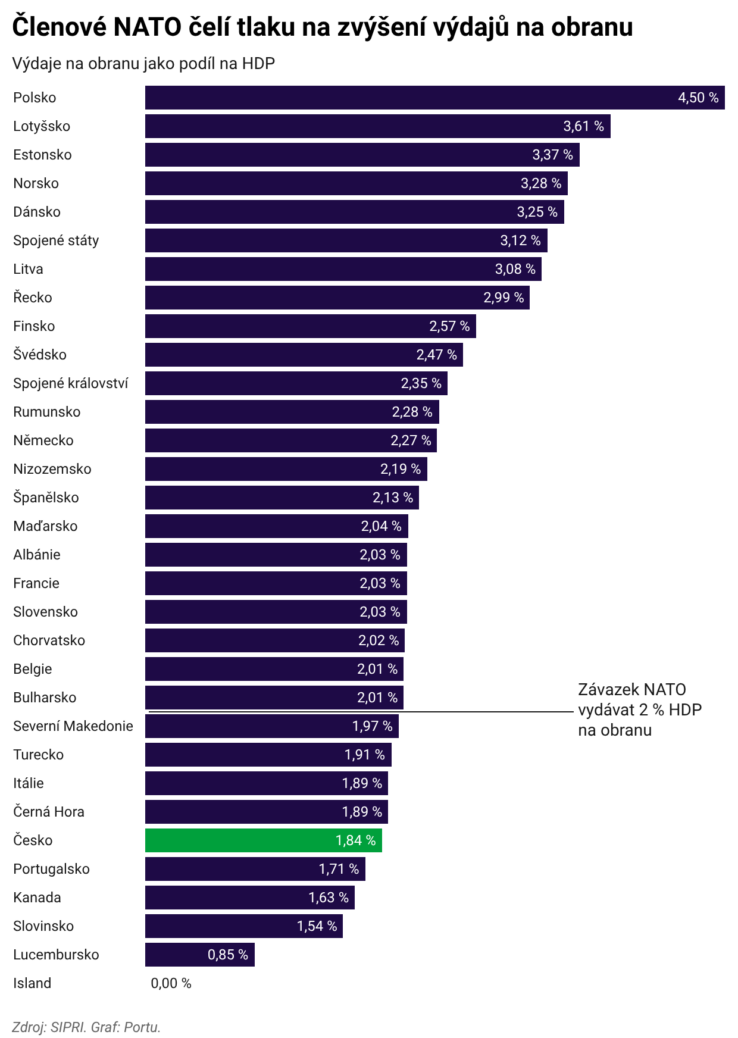 Členové NATO čelí tlaku na zvýšení výdajů na obranu
Výdaje na obranu jako podíl na HDP
Polsko 4,50 %
Lotyšsko 3,61 %
Estonsko 3,37 %
Norsko 3,28 %
Dánsko 3,25 %
Spojené státy 3,12 %
Litva 3,08 %
Řecko 2,99 %
Finsko 2,57 %
Švédsko 2,47 %
Spojené království 2,35 %
Rumunsko 2,28 %
Německo 2,27 %
Nizozemsko 2,19 %
Španělsko 2,13 %
Maďarsko 2,04 %
Albánie 2,03 %
Francie 2,03 %
Slovensko 2,03 %
Chorvatsko 2,02 %
Belgie 2,01 %
Bulharsko 2,01 %
Závazek NATO
vydávat 2 % HDP
na obranu
Severní Makedonie 1,97 %
Turecko 1,91 %
Itálie 1,89 %
Černá Hora 1,89 %
Česko 1,84 %
Portugalsko 1,71 %
Kanada 1,63 %
Slovinsko 1,54 %
Lucembursko 0,85 %
Island 0,00 %
Zdroj: SIPRI. Graf: Portu.